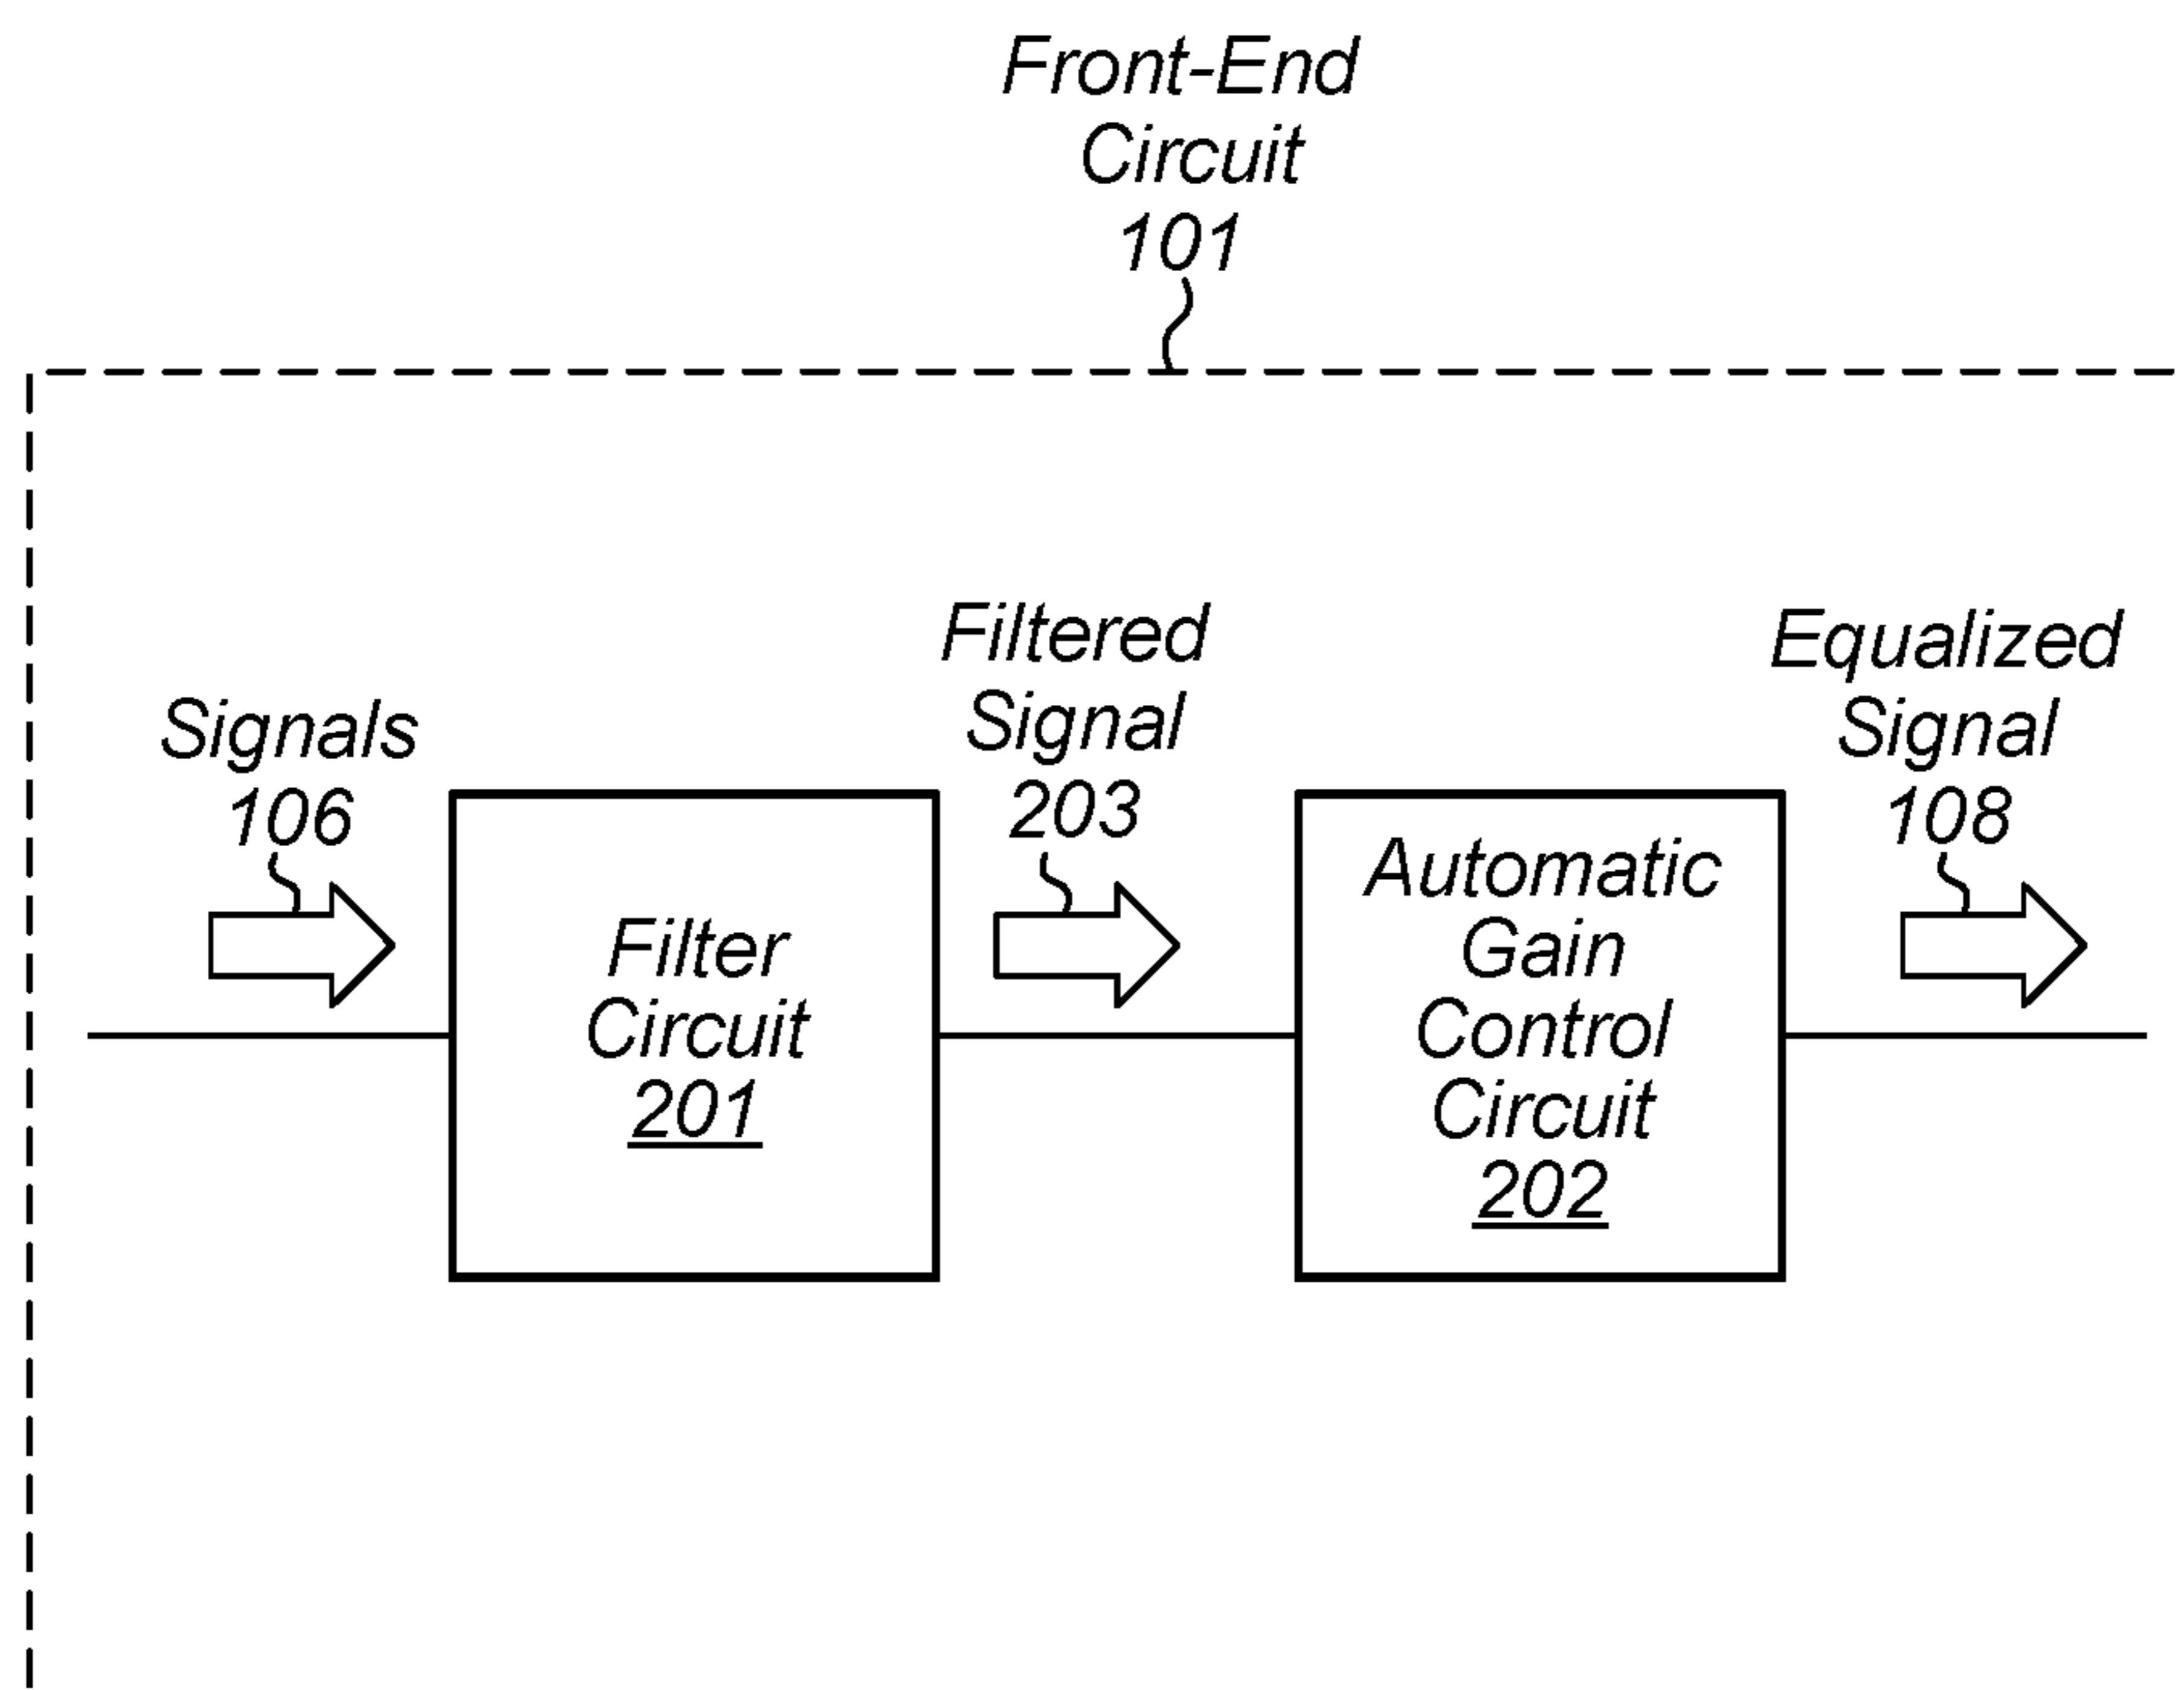 Front-End
Circuit
101
Signals
106
Filter
Circuit
201
Filtered
Signal
203
Automatic
Gain
Control
Circuit
202
Equalized
Signal
108